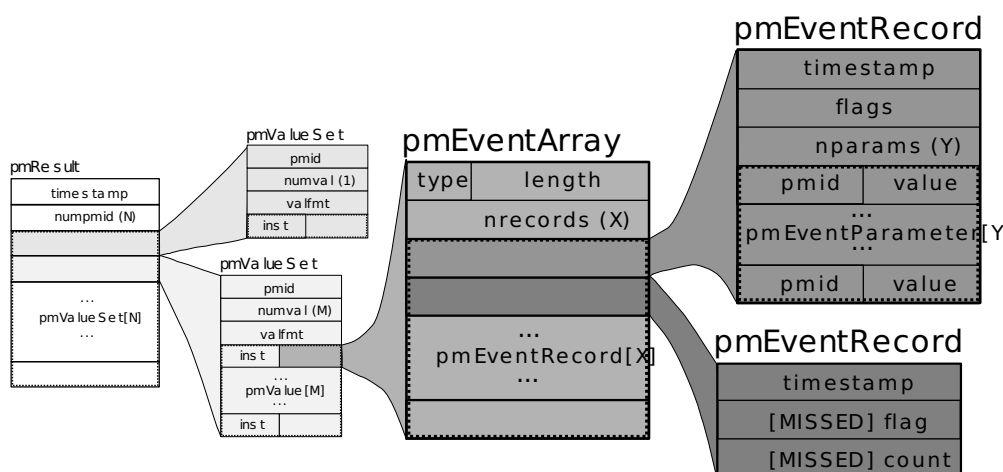 pmResult
timestamp
numpmid (N)
...
pmValueSet[N]
...
pmValueSet
pmid
numval (1)
valfmt
inst
pmValueSet
pmid
numval (M)
valfmt
inst
...
pmValue[M]
...
inst
pmEventArray
type length
nrecords (X)
...
pmEventRecord[X]
...
pmEventRecord
timestamp
flags
nparams (Y)
pmid value
...
pmEventParameter[Y
...
pmid value
pmEventRecord
timestamp
[MISSED] flag
[MISSED] count